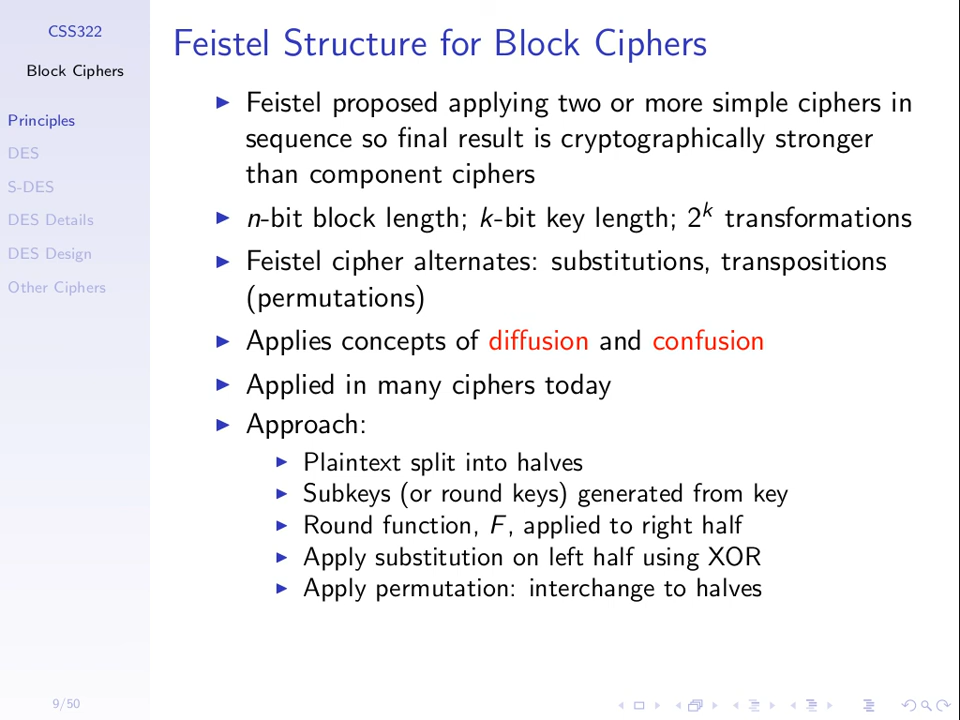 CSS322
Block Ciphers
Principles
DES
S-DES
DES Details
DES Design
Other Ciphers
9/50
Feistel Structure for Block Ciphers
Feistel proposed applying two or more simple ciphers in
sequence so final result is cryptographically stronger
than component ciphers
n-bit block length; k-bit key length; 2^k transformations
Feistel cipher alternates: substitutions, transpositions
(permutations)
Applies concepts of diffusion and confusion
Applied in many ciphers today
Approach:
Plaintext split into halves
Subkeys (or round keys) generated from key
Round function, F, applied to right half
Apply substitution on left half using XOR
Apply permutation: interchange to halves